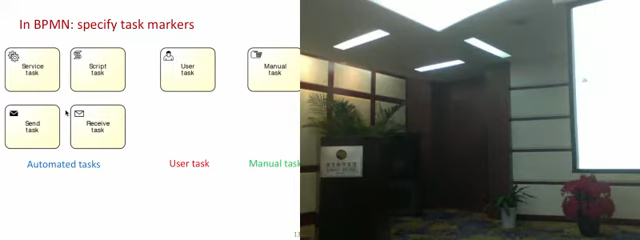 In BPMN: specify task markers
Service
task
Script
task
User
task
Manual
task
Send
task
Receive
task
Automated tasks
User task
Manual task